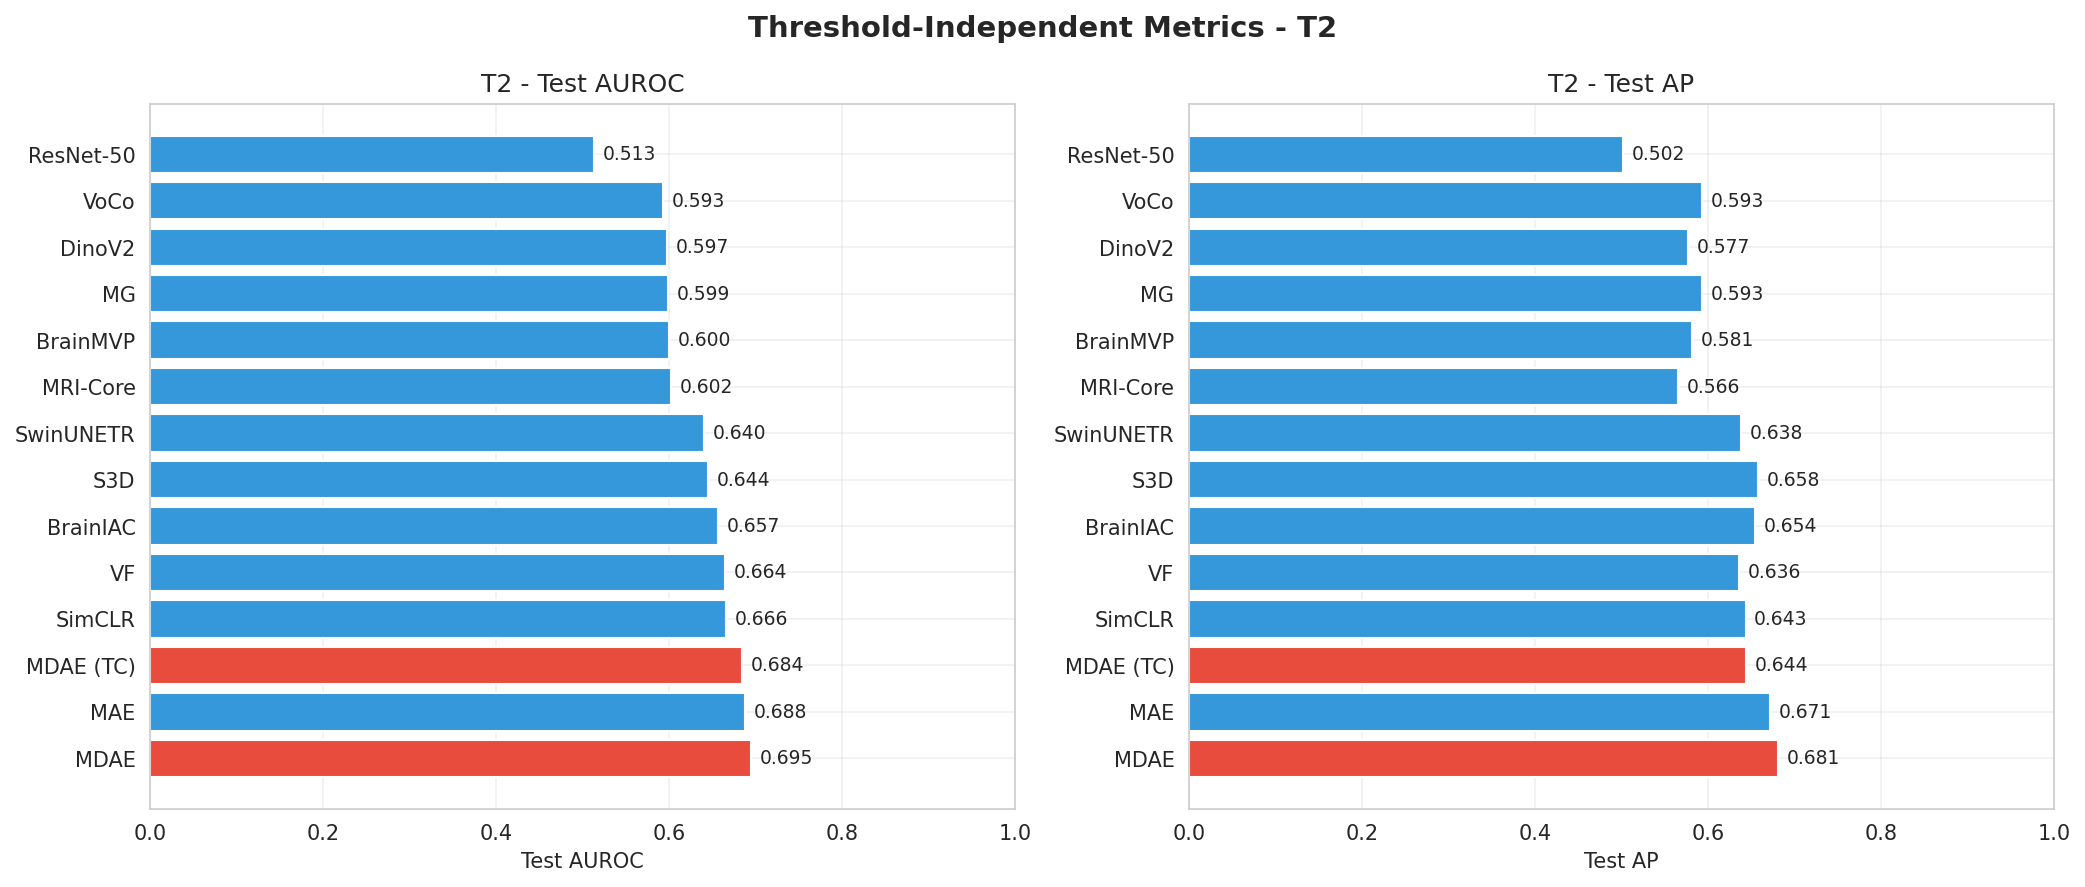 Threshold-Independent Metrics - T2
T2 - Test AUROC
ResNet-50 0.513
VoCo 0.593
DinoV2 0.597
MG 0.599
BrainMVP 0.600
MRI-Core 0.602
SwinUNETR 0.640
S3D 0.644
BrainIAC 0.657
VF 0.664
SimCLR 0.666
MDAE (TC) 0.684
MAE 0.688
MDAE 0.695
0.0 0.2 0.4 0.6 0.8 1.0
Test AUROC
T2 - Test AP
ResNet-50 0.502
VoCo 0.593
DinoV2 0.577
MG 0.593
BrainMVP 0.581
MRI-Core 0.566
SwinUNETR 0.638
S3D 0.658
BrainIAC 0.654
VF 0.636
SimCLR 0.643
MDAE (TC) 0.644
MAE 0.671
MDAE 0.681
0.0 0.2 0.4 0.6 0.8 1.0
Test AP